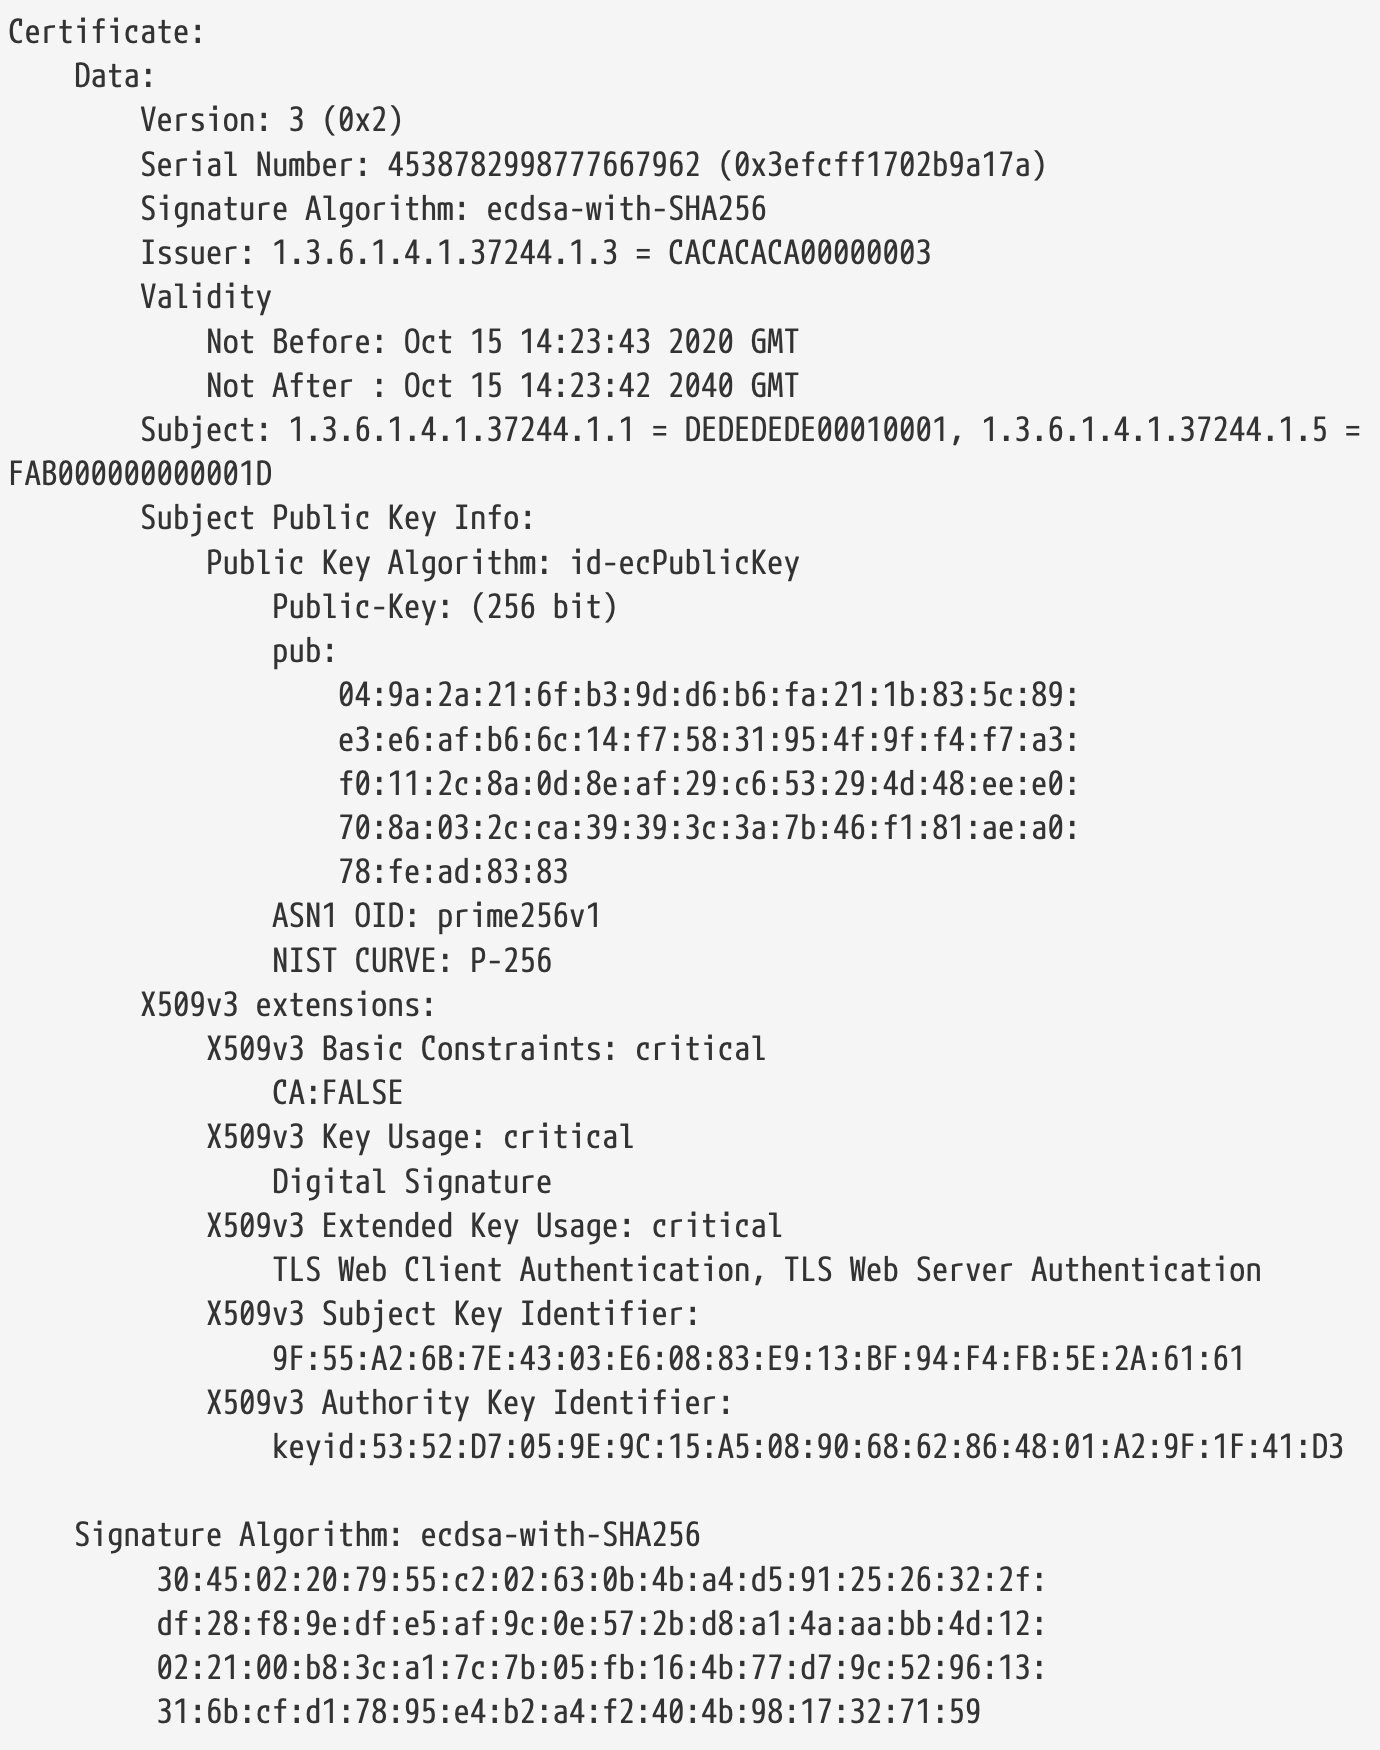 Certificate:
    Data:
        Version: 3 (0x2)
        Serial Number: 4538782998777667962 (0x3efcff1702b9a17a)
        Signature Algorithm: ecdsa-with-SHA256
        Issuer: 1.3.6.1.4.1.37244.1.3 = CACACACA00000003
        Validity
            Not Before: Oct 15 14:23:43 2020 GMT
            Not After : Oct 15 14:23:42 2040 GMT
        Subject: 1.3.6.1.4.1.37244.1.1 = DEDEDEDE00010001, 1.3.6.1.4.1.37244.1.5 =
FAB000000000001D
        Subject Public Key Info:
            Public Key Algorithm: id-ecPublicKey
                Public-Key: (256 bit)
                pub:
                    04:9a:2a:21:6f:b3:9d:d6:b6:fa:21:1b:83:5c:89:
                    e3:e6:af:b6:6c:14:f7:58:31:95:4f:9f:f4:f7:a3:
                    f0:11:2c:8a:0d:8e:af:29:c6:53:29:4d:48:ee:e0:
                    70:8a:03:2c:ca:39:39:3c:3a:7b:46:f1:81:ae:a0:
                    78:fe:ad:83:83
                ASN1 OID: prime256v1
                NIST CURVE: P-256
        X509v3 extensions:
            X509v3 Basic Constraints: critical
                CA:FALSE
            X509v3 Key Usage: critical
                Digital Signature
            X509v3 Extended Key Usage: critical
                TLS Web Client Authentication, TLS Web Server Authentication
            X509v3 Subject Key Identifier:
                9F:55:A2:6B:7E:43:03:E6:08:83:E9:13:BF:94:F4:FB:5E:2A:61:61
            X509v3 Authority Key Identifier:
                keyid:53:52:D7:05:9E:9C:15:A5:08:90:68:62:86:48:01:A2:9F:1F:41:D3

    Signature Algorithm: ecdsa-with-SHA256
         30:45:02:20:79:55:c2:02:63:0b:4b:a4:d5:91:25:26:32:2f:
         df:28:f8:9e:df:e5:af:9c:0e:57:2b:d8:a1:4a:aa:bb:4d:12:
         02:21:00:b8:3c:a1:7c:7b:05:fb:16:4b:77:d7:9c:52:96:13:
         31:6b:cf:d1:78:95:e4:b2:a4:f2:40:4b:98:17:32:71:59